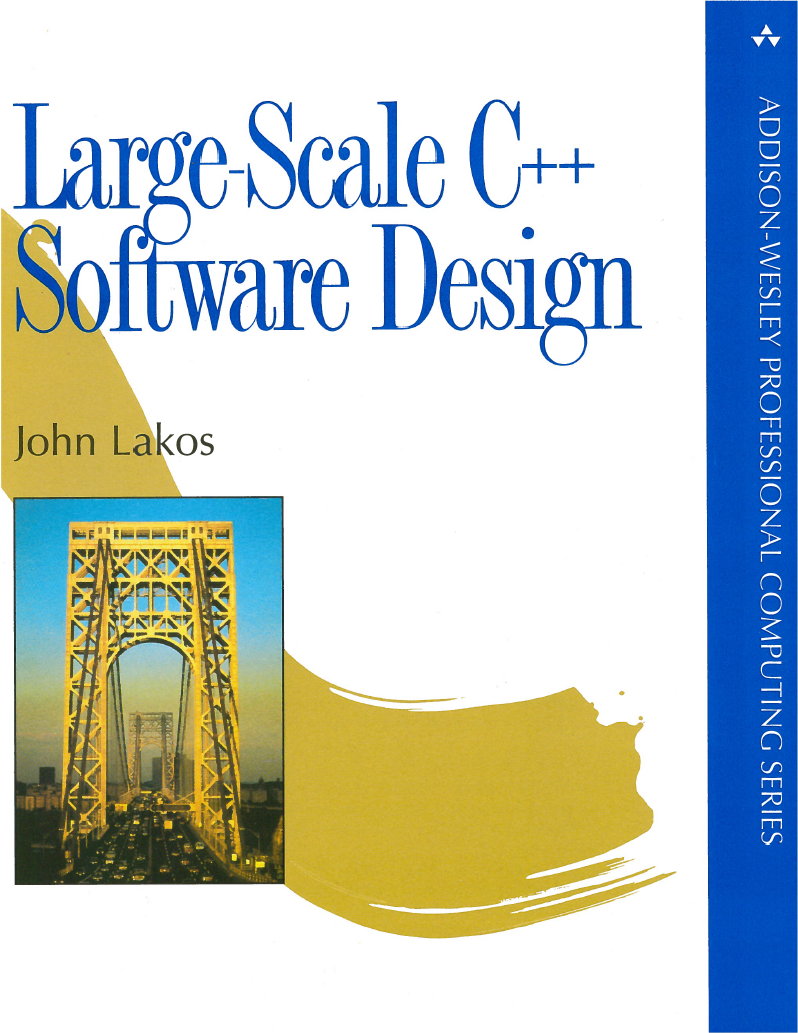 Large-Scale C++
Software Design
John Lakos
ADDISON-WESLEY PROFESSIONAL COMPUTING SERIES